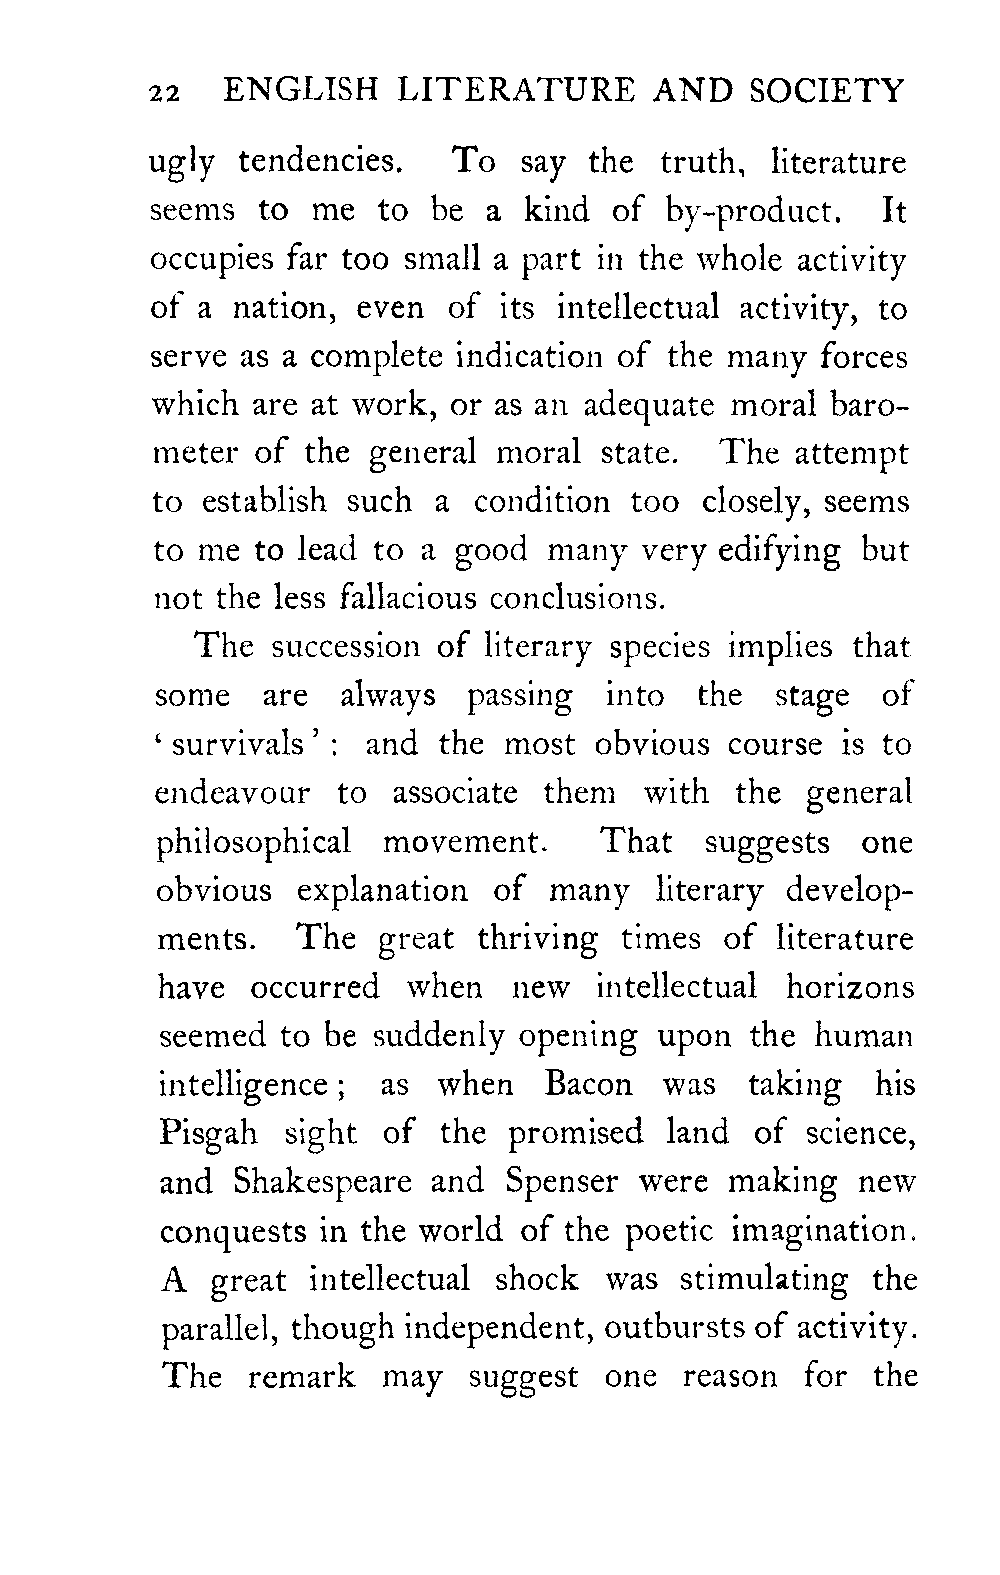 22 ENGLISH LITERATURE AND SOCIETY
ugly tendencies. To say the truth, literature
seems to me to be a kind of by-product. It
occupies far too small a part in the whole activity
of a nation, even of its intellectual activity, to
serve as a complete indication of the many forces
which are at work, or as an adequate moral baro-
meter of the general moral state. The attempt
to establish such a condition too closely, seems
to me to lead to a good many very edifying but
not the less fallacious conclusions.
The succession of literary species implies that
some are always passing into the stage of
‘ survivals ’ : and the most obvious course is to
endeavour to associate them with the general
philosophical movement. That suggests one
obvious explanation of many literary develop-
ments. The great thriving times of literature
have occurred when new intellectual horizons
seemed to be suddenly opening upon the human
intelligence ; as when Bacon was taking his
Pisgah sight of the promised land of science,
and Shakespeare and Spenser were making new
conquests in the world of the poetic imagination.
A great intellectual shock was stimulating the
parallel, though independent, outbursts of activity.
The remark may suggest one reason for the